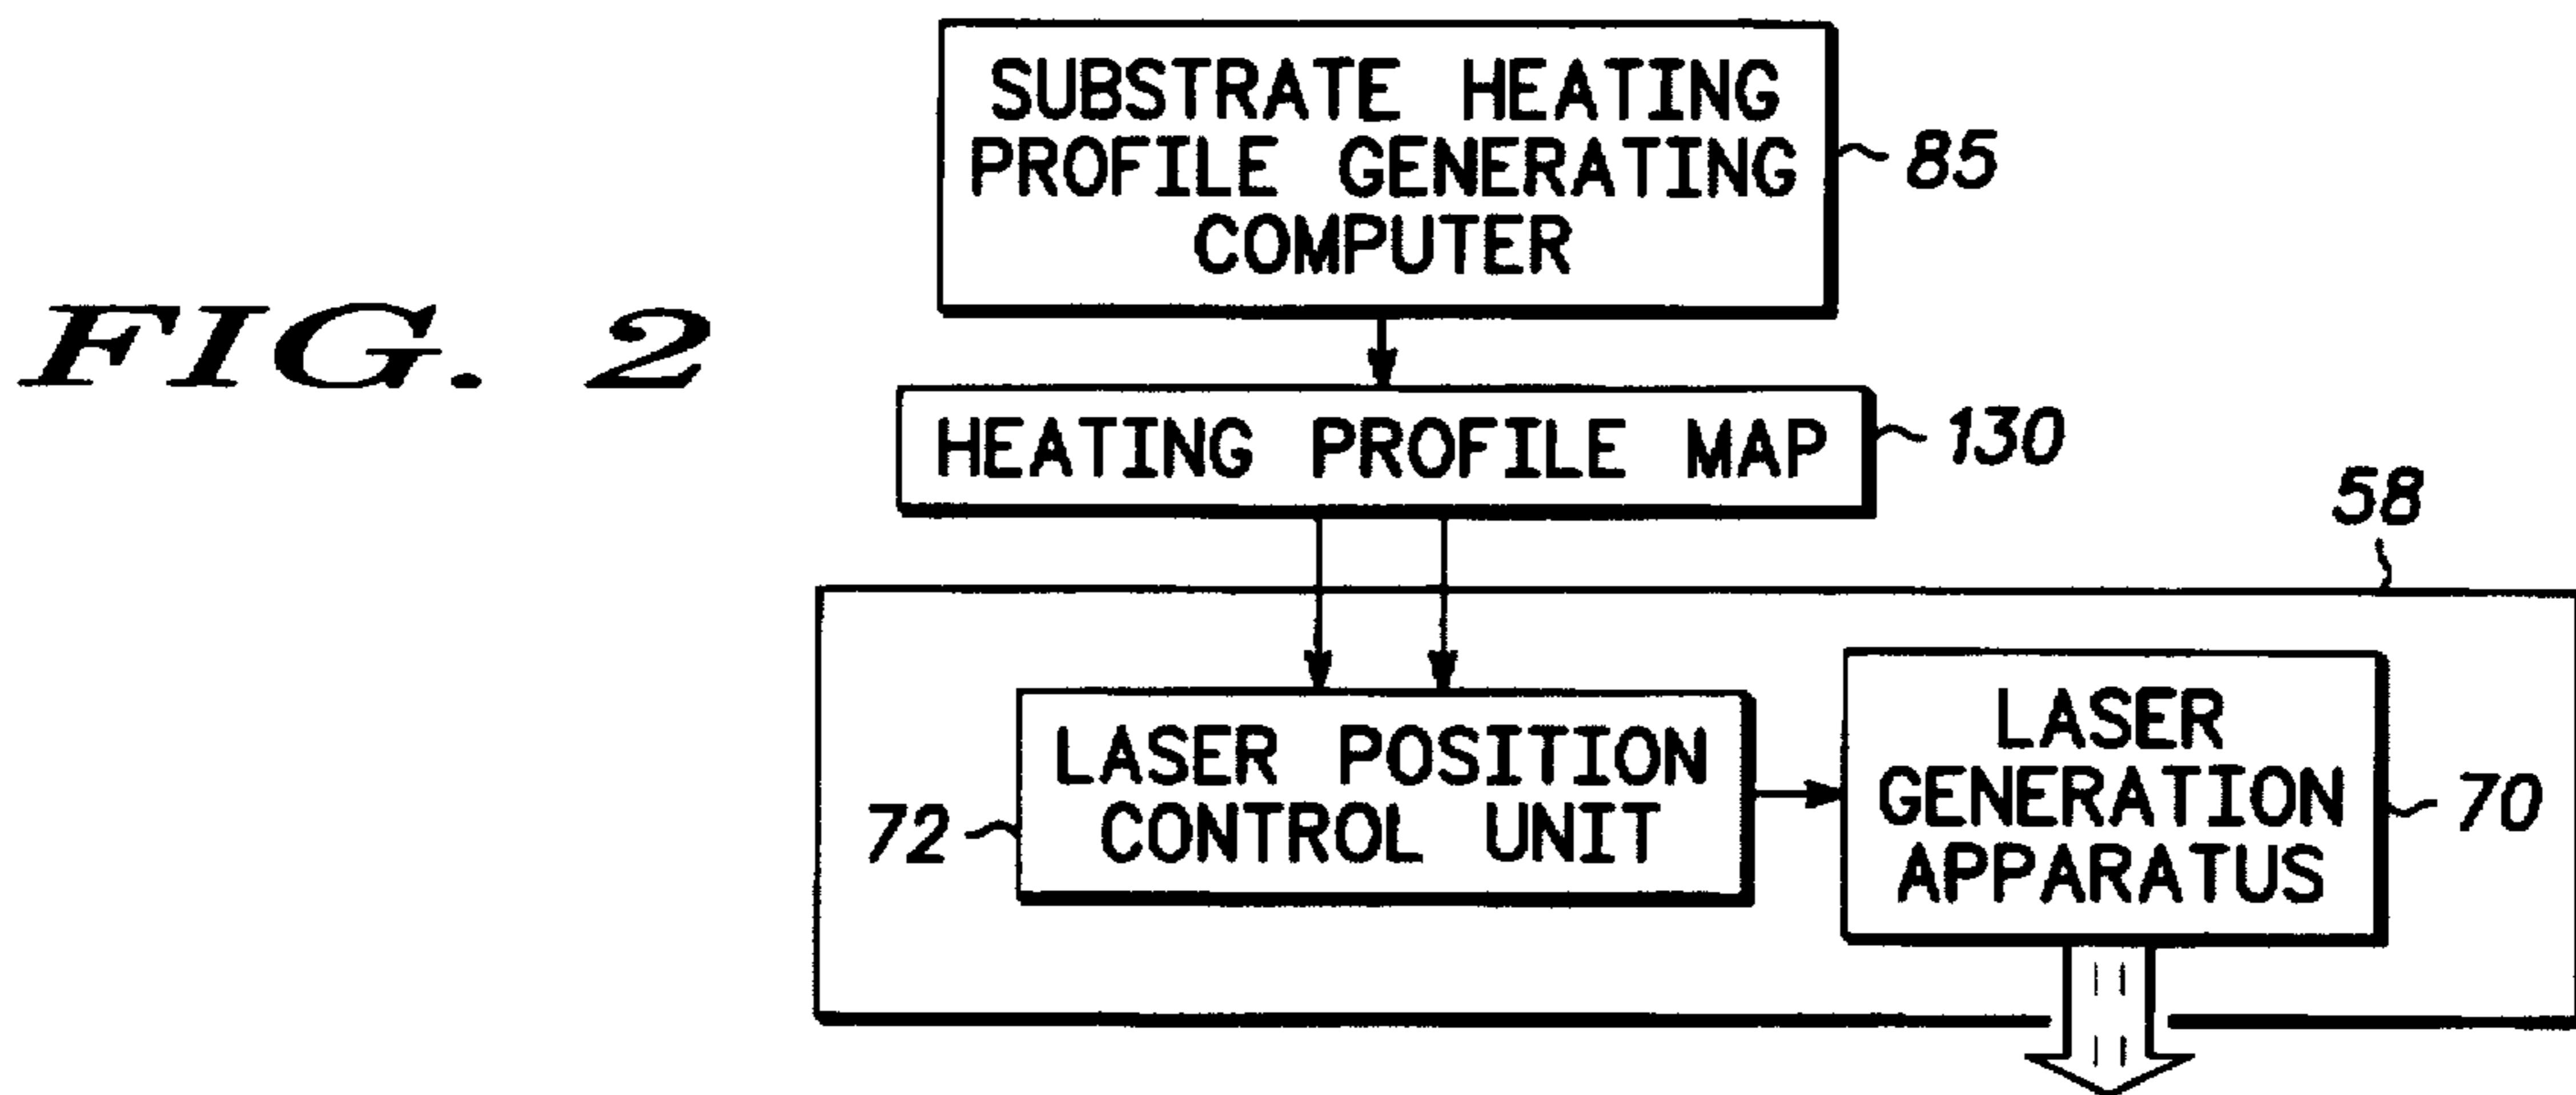 SUBSTRATE HEATING
PROFILE GENERATING
COMPUTER
85
FIG. 2
HEATING PROFILE MAP
130
58
LASER POSITION
CONTROL UNIT
72
LASER
GENERATION
APPARATUS
70